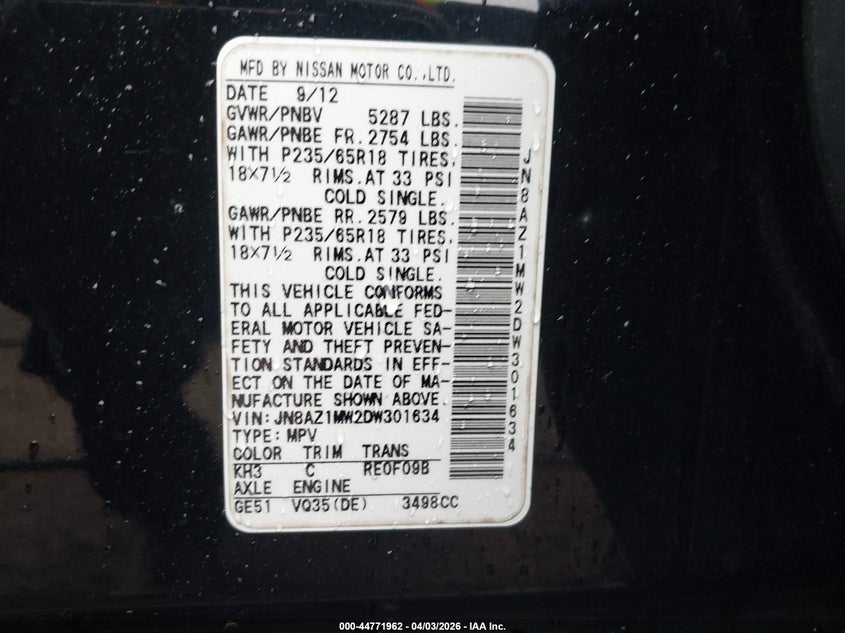 MFD BY NISSAN MOTOR CO.,LTD.
DATE 9/12
GVWR/PNBV 5287 LBS.
GAWR/PNBE FR. 2754 LBS.
WITH P235/65R18 TIRES,
18X7½ RIMS.AT 33 PSI
COLD SINGLE.
GAWR/PNBE RR. 2579 LBS.
WITH P235/65R18 TIRES,
18X7½ RIMS.AT 33 PSI
COLD SINGLE.
THIS VEHICLE CONFORMS
TO ALL APPLICABLE FED-
ERAL MOTOR VEHICLE SA-
FETY AND THEFT PREVEN-
TION STANDARDS IN EFF-
ECT ON THE DATE OF MA-
NUFACTURE SHOWN ABOVE.
VIN:JN8AZ1MW2DW301634
TYPE:MPV
COLOR TRIM TRANS
KH3 C RE0F09B
AXLE ENGINE
GE51 VQ35(DE) 3498CC
JN8AZ1MW2DW301634
000-44771962 - 04/03/2026 - IAA Inc.